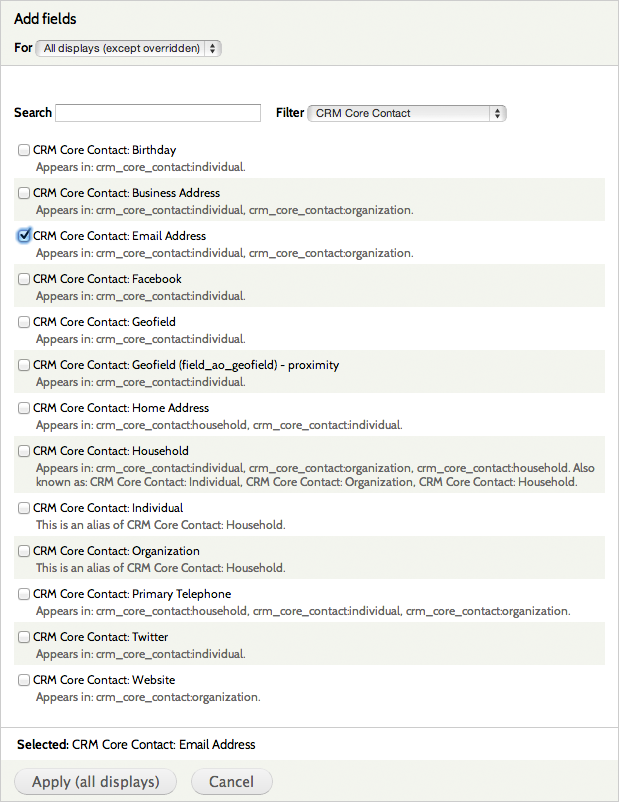 Add fields
For All displays (except overridden)
Search Filter CRM Core Contact
CRM Core Contact: Birthday
Appears in: crm_core_contact:individual.
CRM Core Contact: Business Address
Appears in: crm_core_contact:individual, crm_core_contact:organization.
CRM Core Contact: Email Address
Appears in: crm_core_contact:individual, crm_core_contact:organization.
CRM Core Contact: Facebook
Appears in: crm_core_contact:individual.
CRM Core Contact: Geofield
Appears in: crm_core_contact:individual.
CRM Core Contact: Geofield (field_ao_geofield) - proximity
Appears in: crm_core_contact:individual.
CRM Core Contact: Home Address
Appears in: crm_core_contact:household, crm_core_contact:individual.
CRM Core Contact: Household
Appears in: crm_core_contact:individual, crm_core_contact:organization, crm_core_contact:household. Also
known as: CRM Core Contact: Individual, CRM Core Contact: Organization, CRM Core Contact: Household.
CRM Core Contact: Individual
This is an alias of CRM Core Contact: Household.
CRM Core Contact: Organization
This is an alias of CRM Core Contact: Household.
CRM Core Contact: Primary Telephone
Appears in: crm_core_contact:household, crm_core_contact:individual, crm_core_contact:organization.
CRM Core Contact: Twitter
Appears in: crm_core_contact:individual.
CRM Core Contact: Website
Appears in: crm_core_contact:organization.
Selected: CRM Core Contact: Email Address
Apply (all displays) Cancel